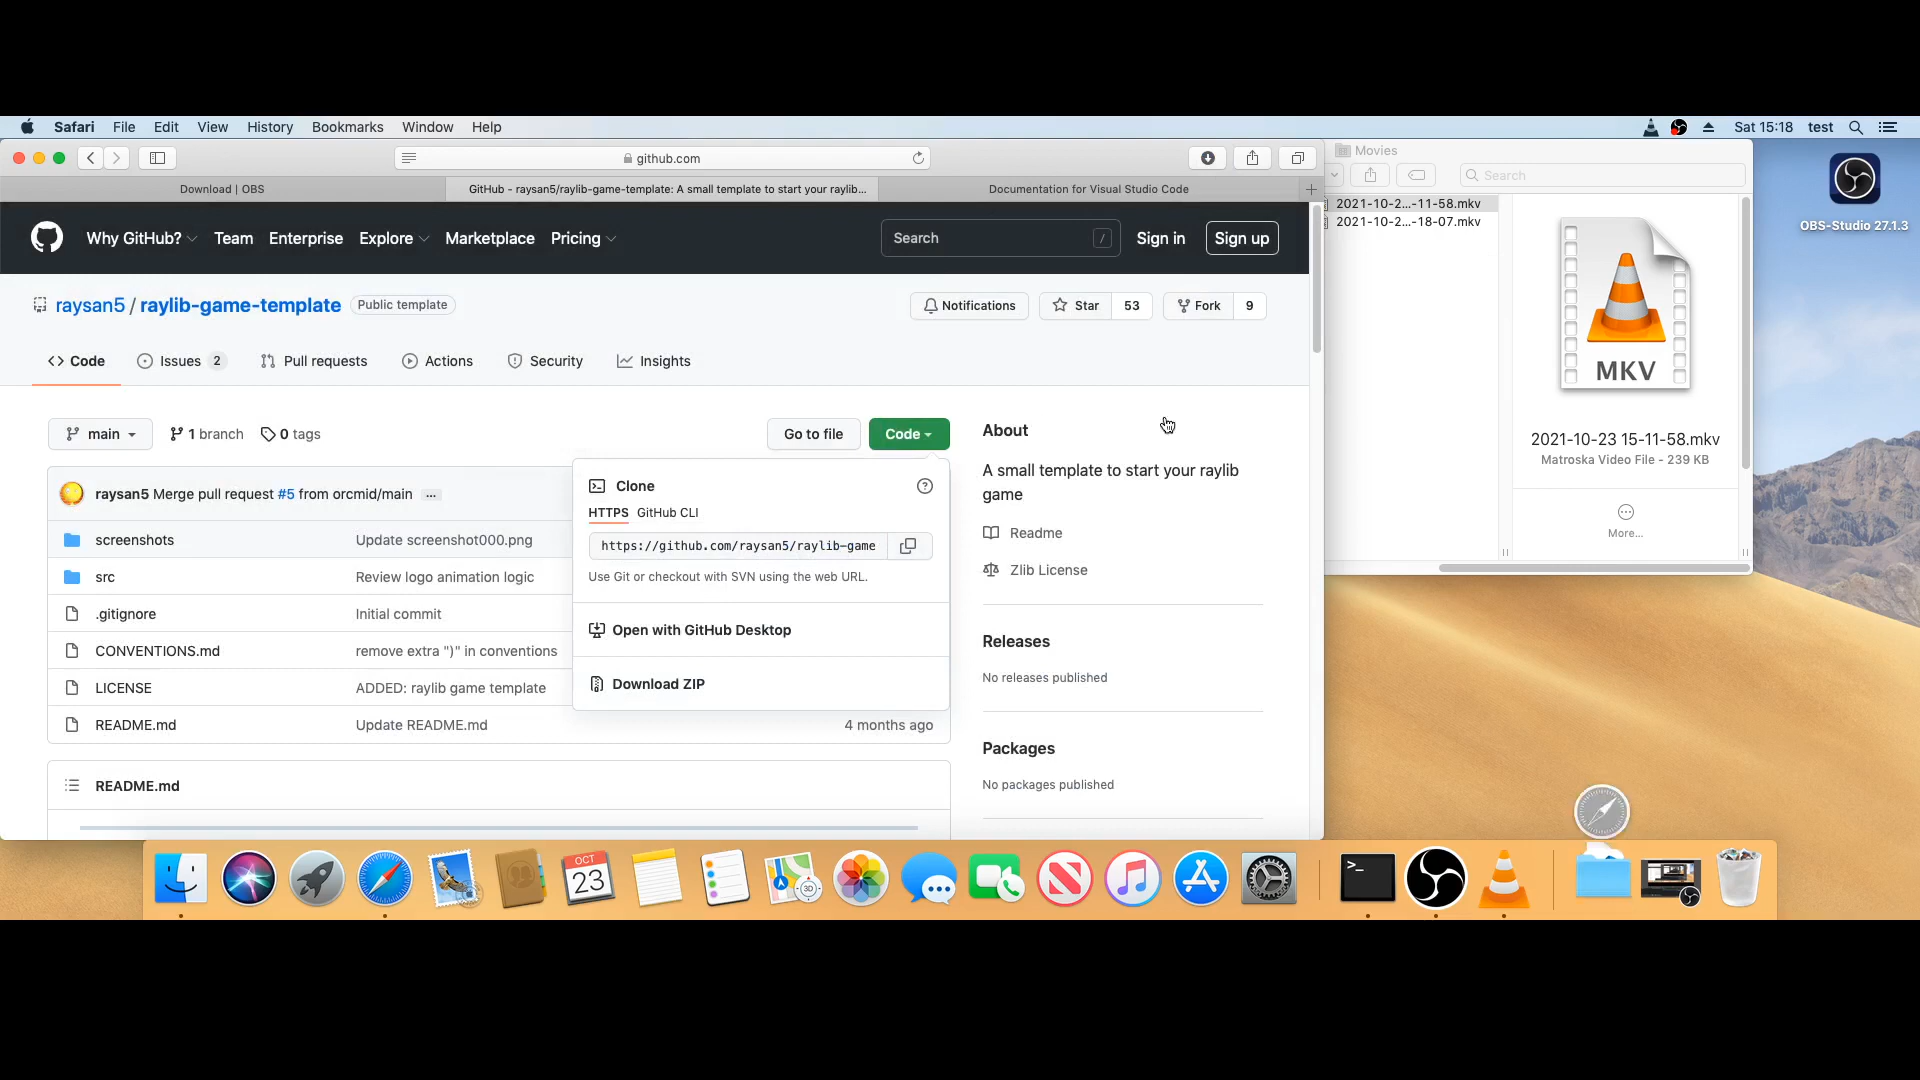 Safari File Edit View History Bookmarks Window Help
Sat 15:18 test
github.com
Download | OBS
GitHub - raysan5/raylib-game-template: A small template to start your raylib...
Documentation for Visual Studio Code
Why GitHub? Team Enterprise Explore Marketplace Pricing
Search /
Sign in
Sign up
raysan5 / raylib-game-template Public template
Notifications
Star 53
Fork 9
Code
Issues 2
Pull requests
Actions
Security
Insights
main
1 branch
0 tags
Go to file
Code
raysan5 Merge pull request #5 from orcmid/main ...
screenshots Update screenshot000.png
src Review logo animation logic
.gitignore Initial commit
CONVENTIONS.md remove extra ")" in conventions
LICENSE ADDED: raylib game template
README.md Update README.md 4 months ago
README.md
Clone
HTTPS GitHub CLI
https://github.com/raysan5/raylib-game
Use Git or checkout with SVN using the web URL.
Open with GitHub Desktop
Download ZIP
About
A small template to start your raylib
game
Readme
Zlib License
Releases
No releases published
Packages
No packages published
Movies
Search
2021-10-2...-11-58.mkv
2021-10-2...-18-07.mkv
MKV
2021-10-23 15-11-58.mkv
Matroska Video File - 239 KB
More...
OBS-Studio 27.1.3
OCT
23
3D
>_